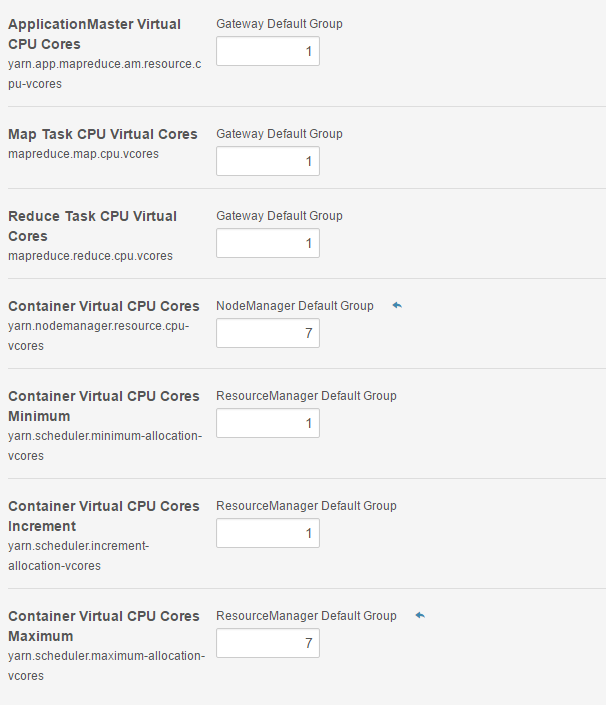 ApplicationMaster Virtual
CPU Cores
yarn.app.mapreduce.am.resource.c
pu-vcores
Gateway Default Group
1
Map Task CPU Virtual Cores
mapreduce.map.cpu.vcores
Gateway Default Group
1
Reduce Task CPU Virtual
Cores
mapreduce.reduce.cpu.vcores
Gateway Default Group
1
Container Virtual CPU Cores
yarn.nodemanager.resource.cpu-
vcores
NodeManager Default Group
7
Container Virtual CPU Cores
Minimum
yarn.scheduler.minimum-allocation-
vcores
ResourceManager Default Group
1
Container Virtual CPU Cores
Increment
yarn.scheduler.increment-
allocation-vcores
ResourceManager Default Group
1
Container Virtual CPU Cores
Maximum
yarn.scheduler.maximum-allocation-
vcores
ResourceManager Default Group
7